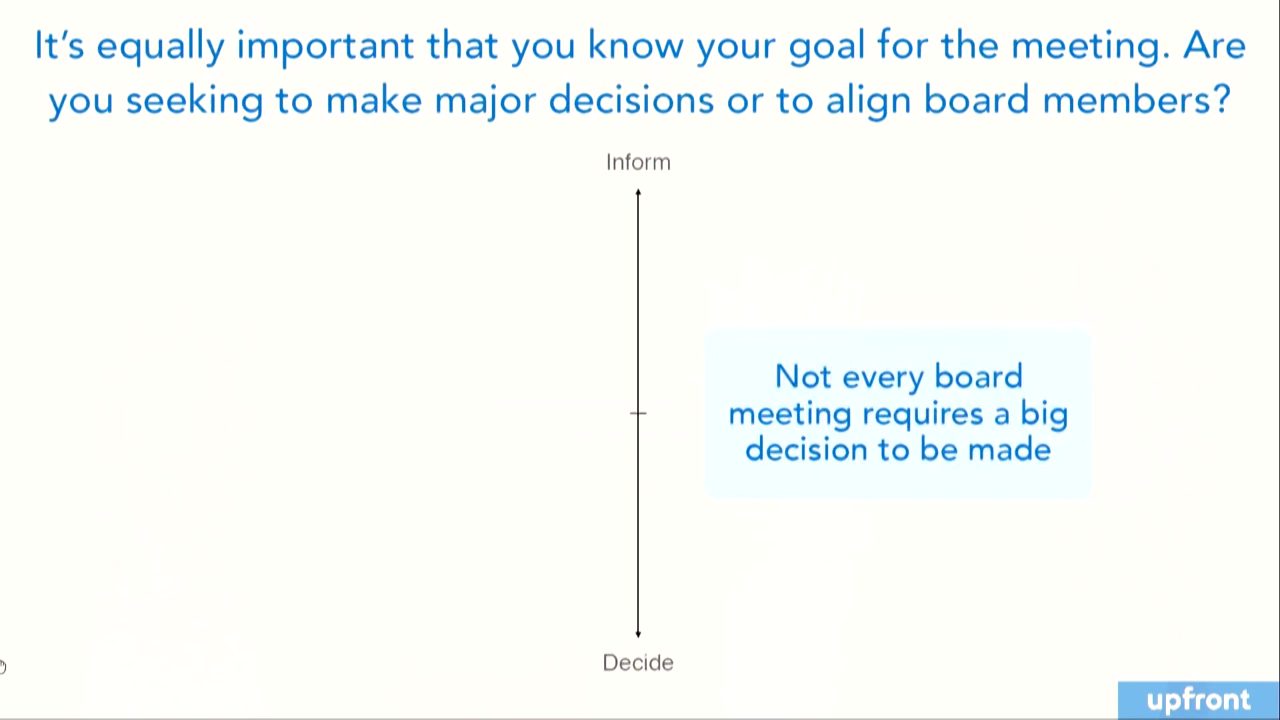 It's equally important that you know your goal for the meeting. Are
you seeking to make major decisions or to align board members?
Inform
Not every board
meeting requires a big
decision to be made
Decide
upfront